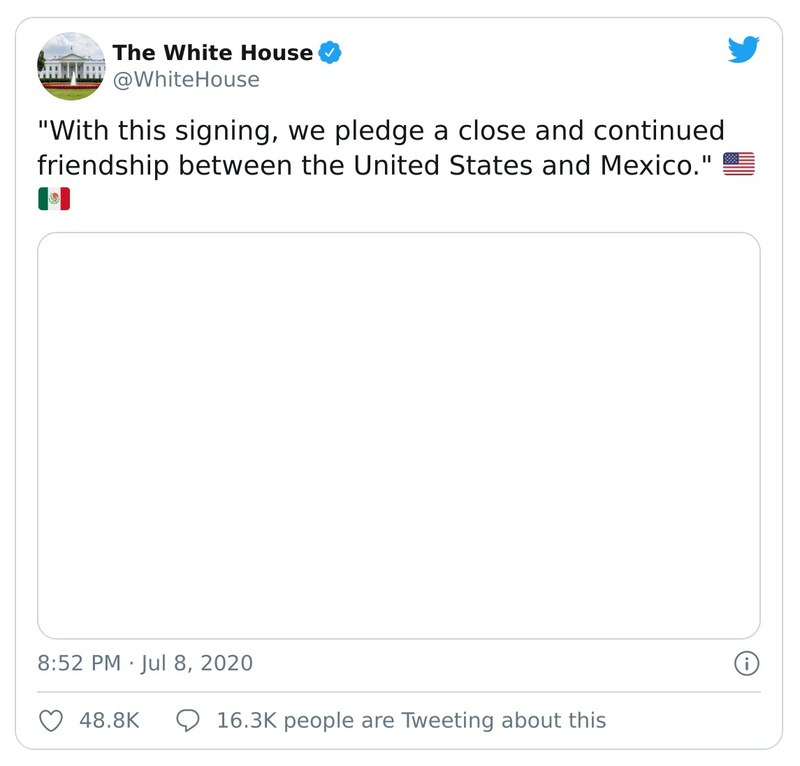 The White House
@WhiteHouse
"With this signing, we pledge a close and continued
friendship between the United States and Mexico." 🇺🇸
🇲🇽
8:52 PM · Jul 8, 2020
48.8K 16.3K people are Tweeting about this